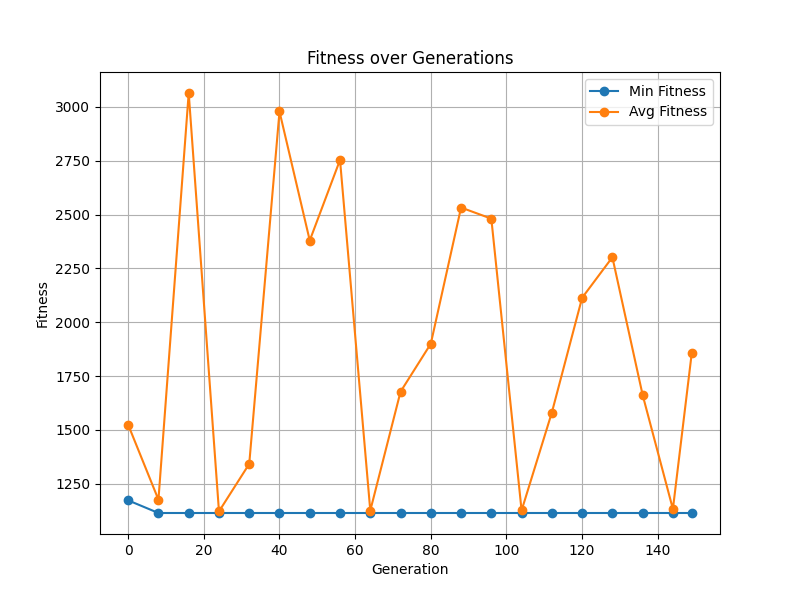 Fitness over Generations
Min Fitness
Avg Fitness
3000
2750
2500
2250
2000
1750
1500
1250
Fitness
0 20 40 60 80 100 120 140
Generation